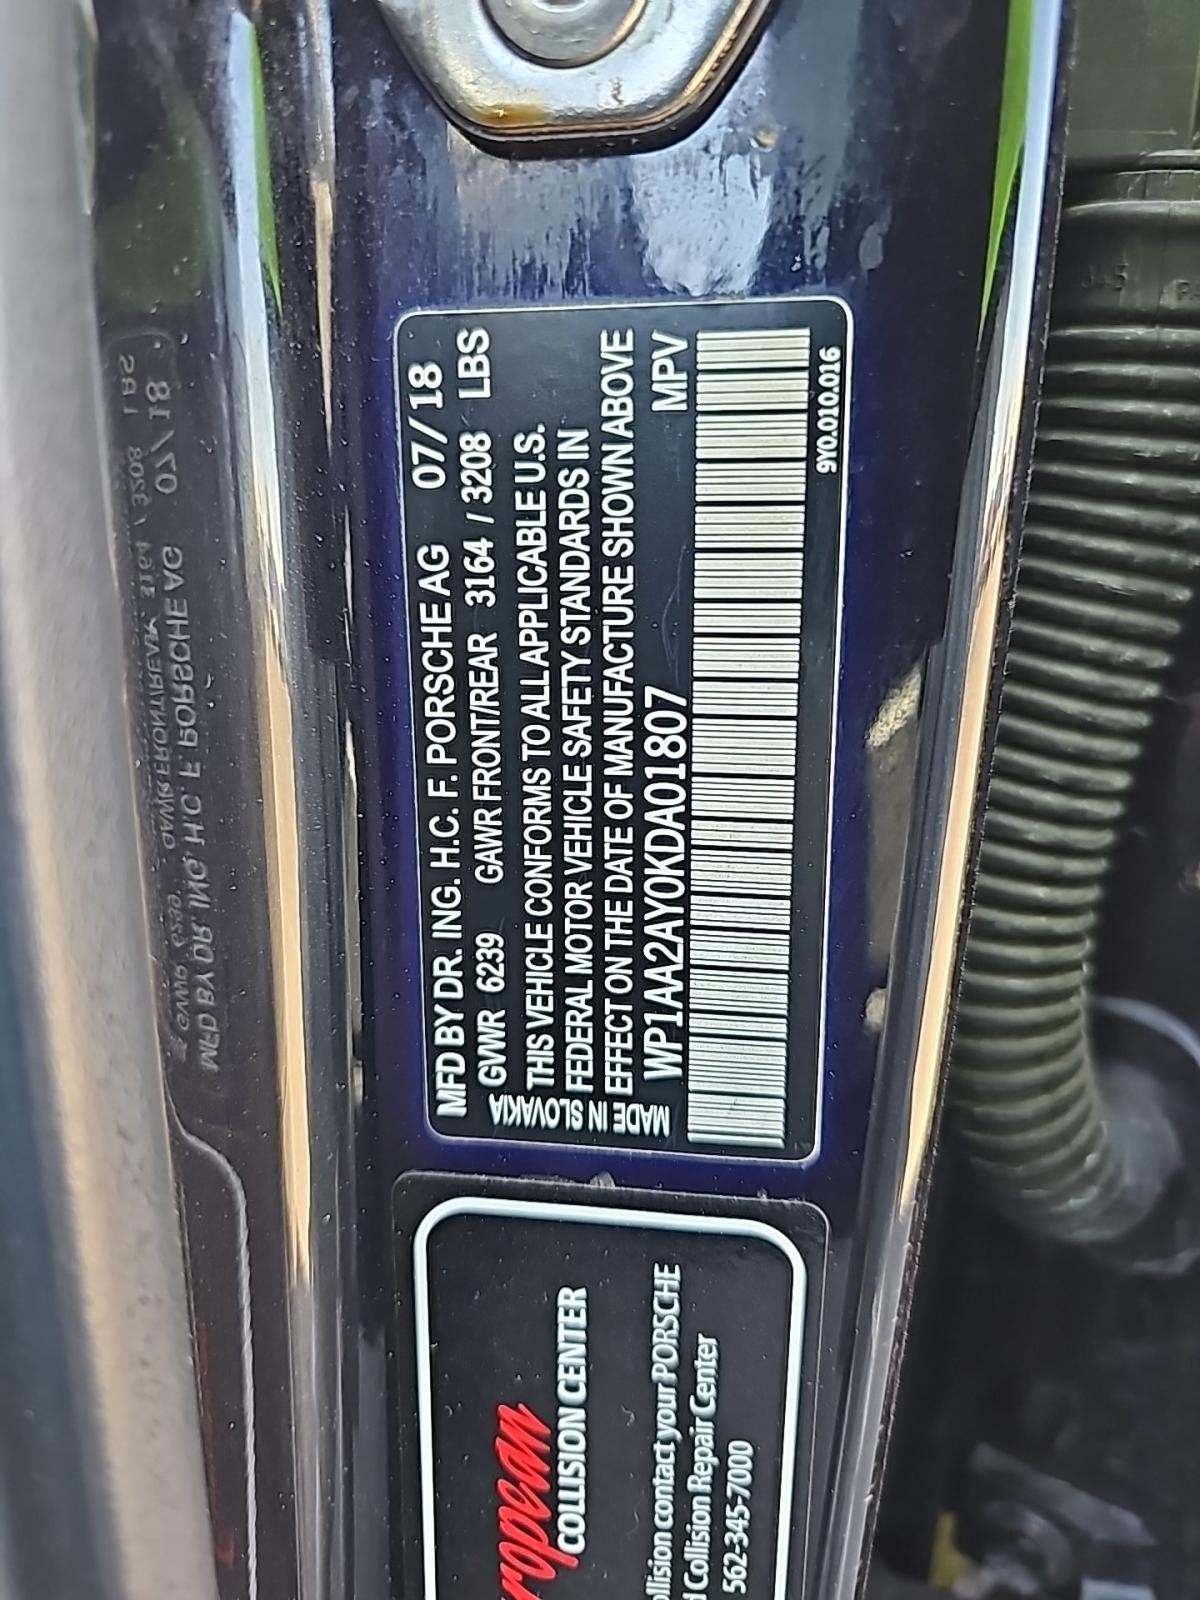 MFD BY DR. ING. H.C. F. PORSCHE AG 07/18
GVWR 6239 GAWR FRONT/REAR 3164 / 3208 LBS
THIS VEHICLE CONFORMS TO ALL APPLICABLE U.S.
FEDERAL MOTOR VEHICLE SAFETY STANDARDS IN
EFFECT ON THE DATE OF MANUFACTURE SHOWN ABOVE
MADE IN SLOVAKIA
WP1AA2AY0KDA01807 MPV
9Y0.010.016
COLLISION CENTER
contact your PORSCHE
Collision Repair Center
562-345-7000